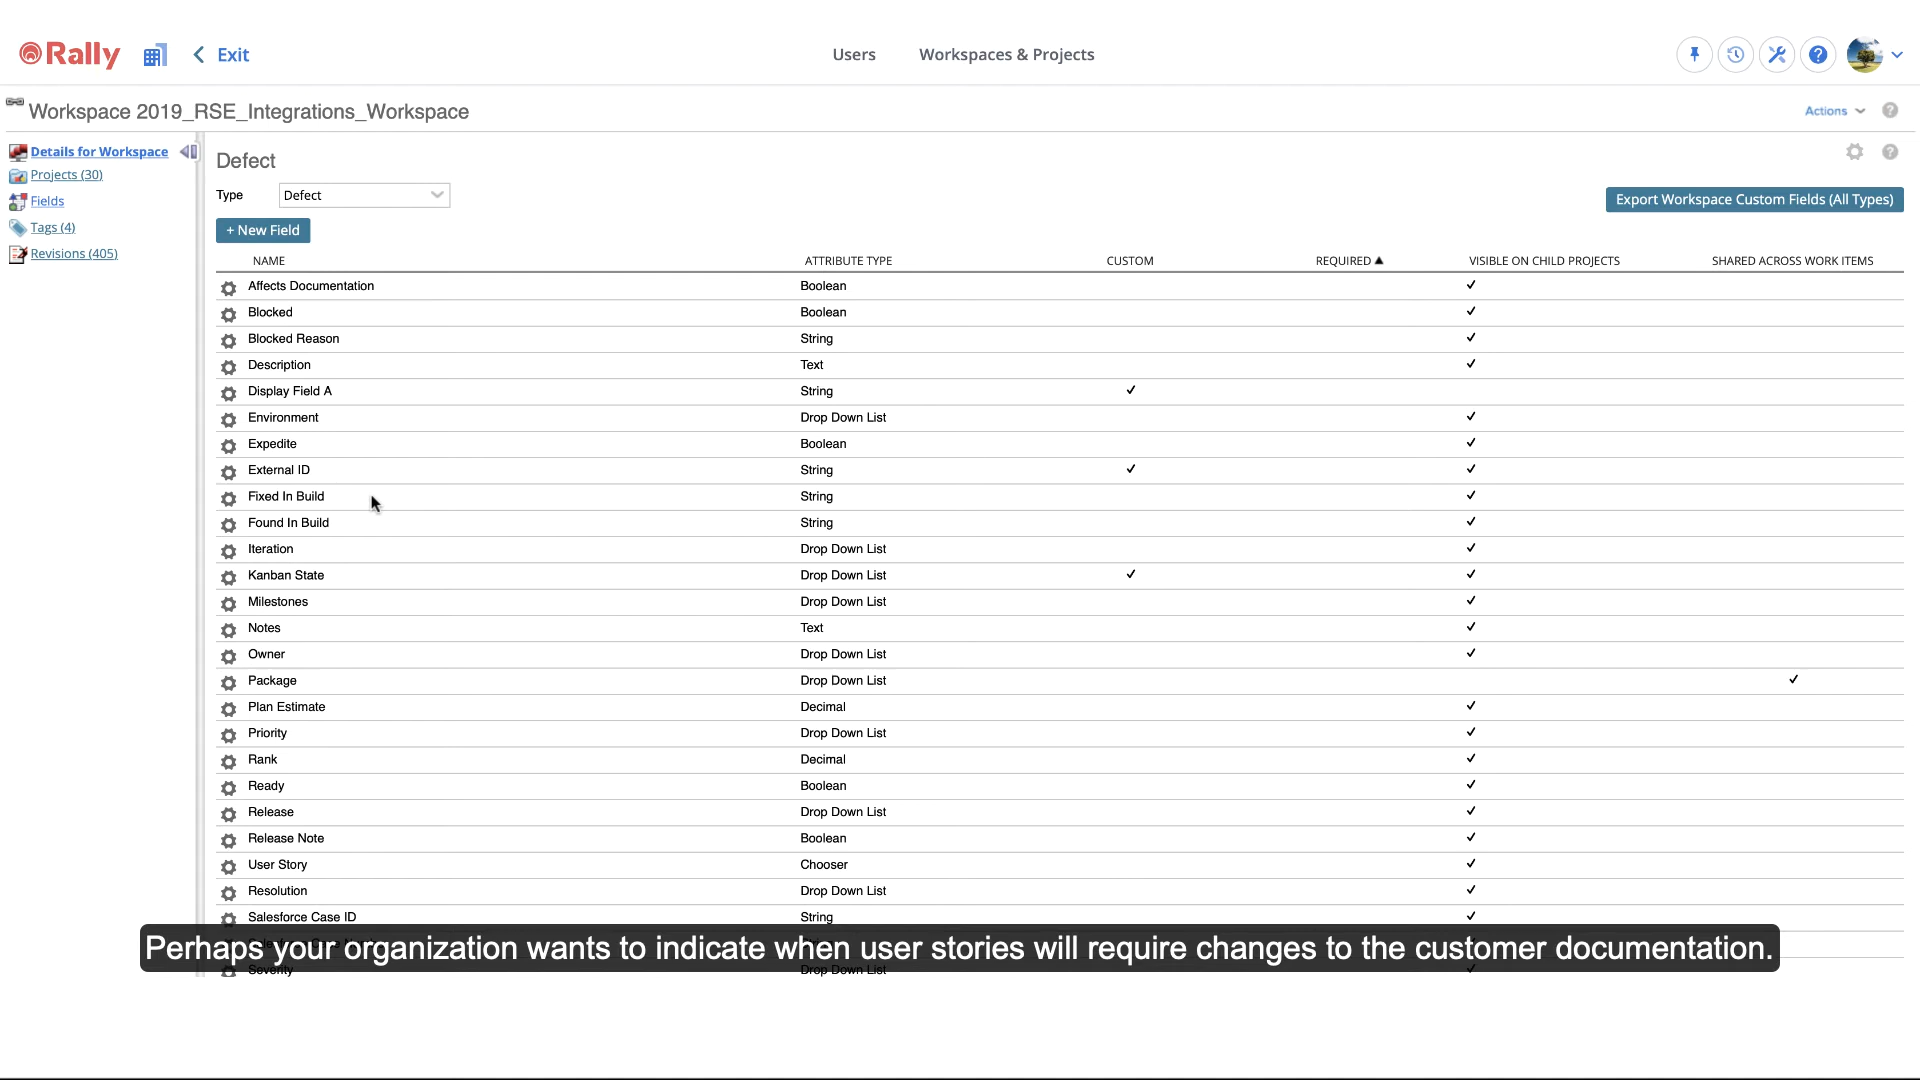 Rally
Exit
Users
Workspaces & Projects
Workspace 2019_RSE_Integrations_Workspace
Actions
Details for Workspace
Projects (30)
Fields
Tags (4)
Revisions (405)
Defect
Type
Defect
Export Workspace Custom Fields (All Types)
+ New Field
NAME ATTRIBUTE TYPE CUSTOM REQUIRED ▲ VISIBLE ON CHILD PROJECTS SHARED ACROSS WORK ITEMS
Affects Documentation Boolean ✓
Blocked Boolean ✓
Blocked Reason String ✓
Description Text ✓
Display Field A String ✓
Environment Drop Down List ✓
Expedite Boolean ✓
External ID String ✓ ✓
Fixed In Build String ✓
Found In Build String ✓
Iteration Drop Down List ✓
Kanban State Drop Down List ✓ ✓
Milestones Drop Down List ✓
Notes Text ✓
Owner Drop Down List ✓
Package Drop Down List ✓
Plan Estimate Decimal ✓
Priority Drop Down List ✓
Rank Decimal ✓
Ready Boolean ✓
Release Drop Down List ✓
Release Note Boolean ✓
User Story Chooser ✓
Resolution Drop Down List ✓
Salesforce Case ID String ✓
Perhaps your organization wants to indicate when user stories will require changes to the customer documentation.
Severity Drop Down List ✓